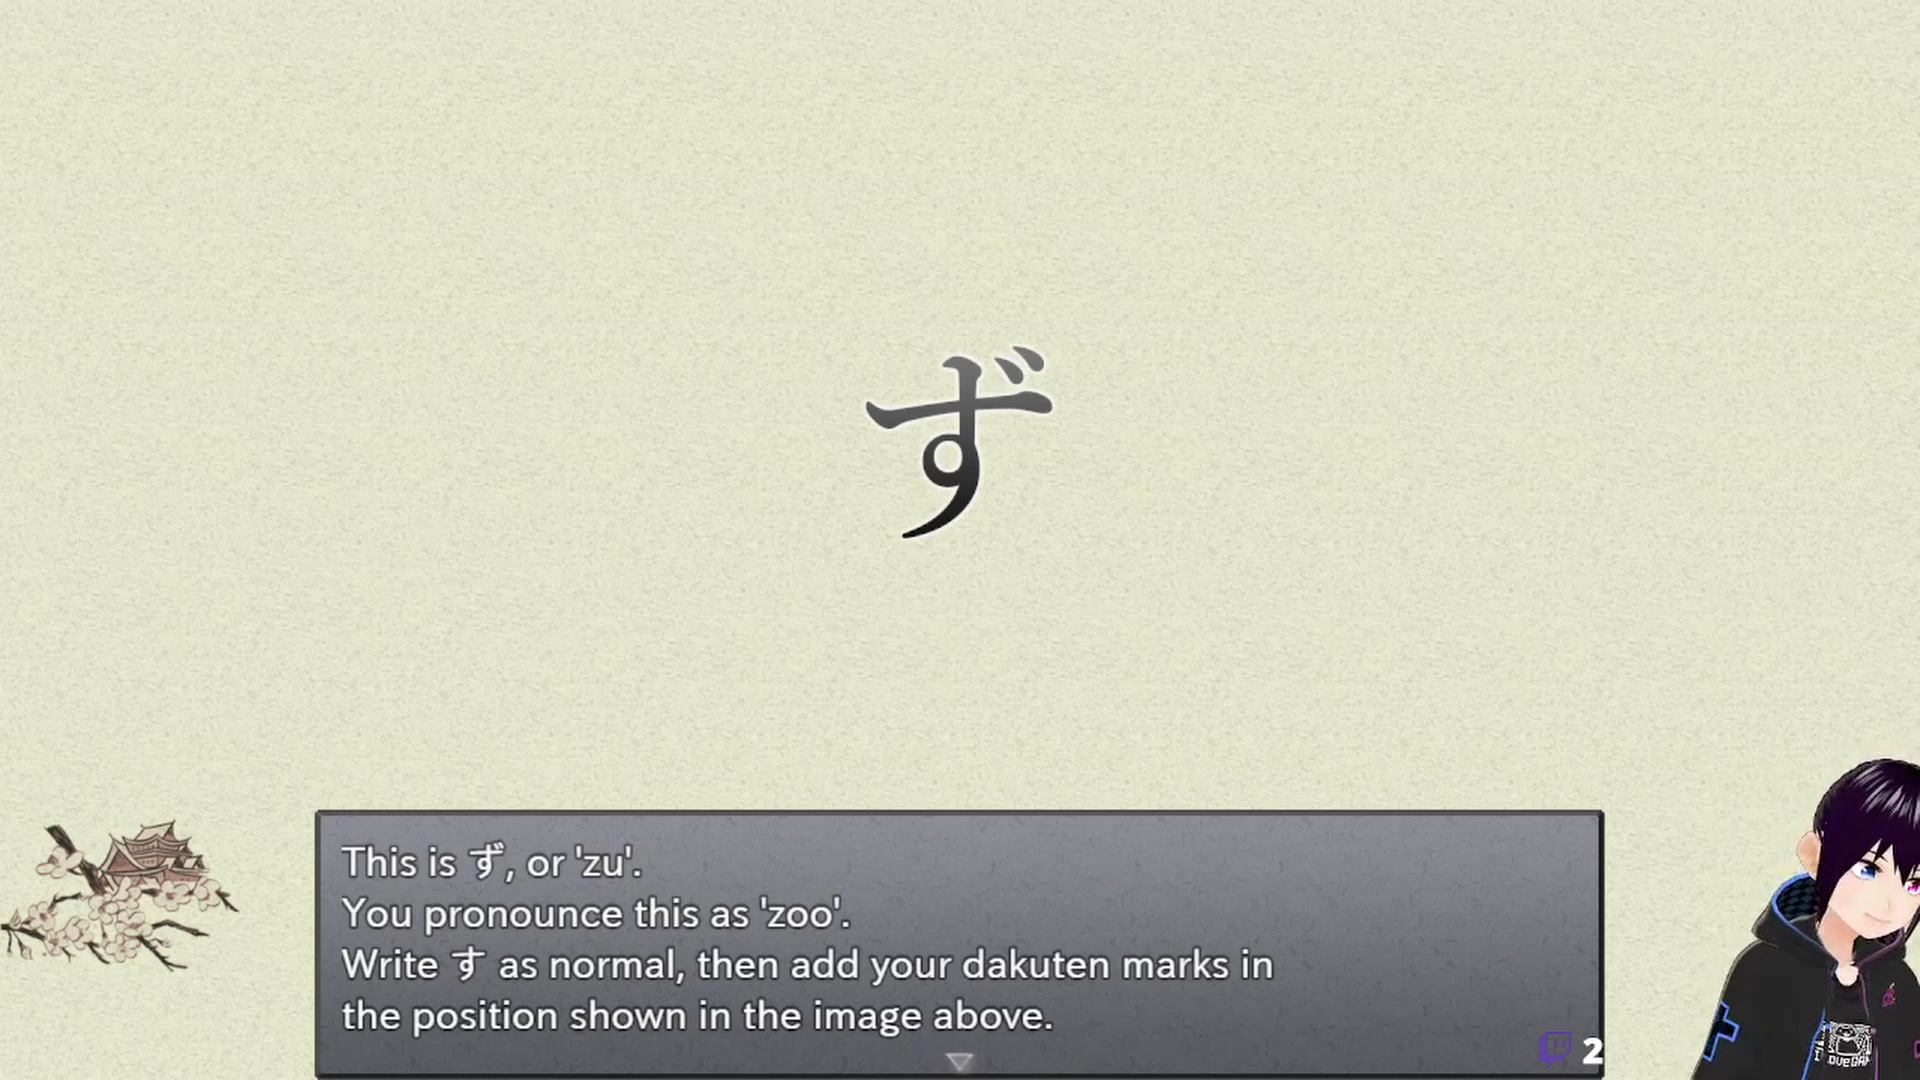 ず
This is ず, or 'zu'.
You pronounce this as 'zoo'.
Write す as normal, then add your dakuten marks in
the position shown in the image above.
2